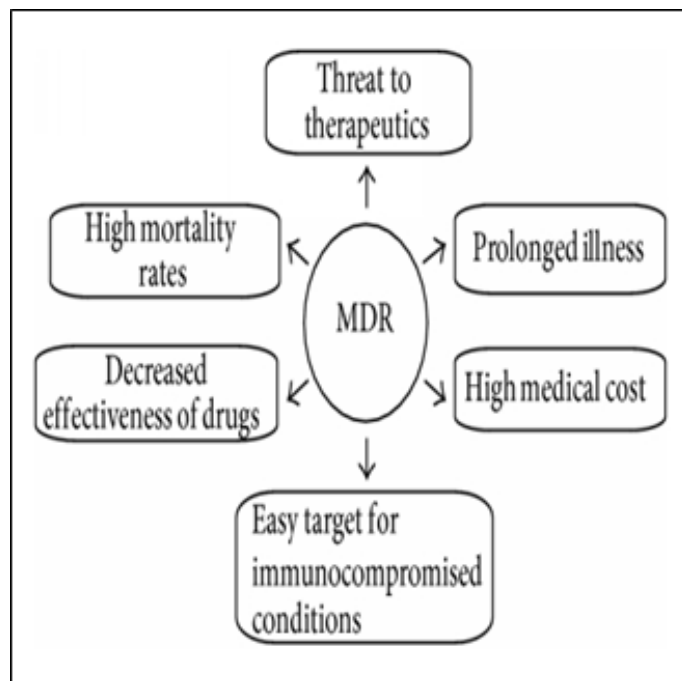 Threat to
therapeutics
High mortality
rates
Prolonged illness
MDR
Decreased
effectiveness of drugs
High medical cost
Easy target for
immunocompromised
conditions